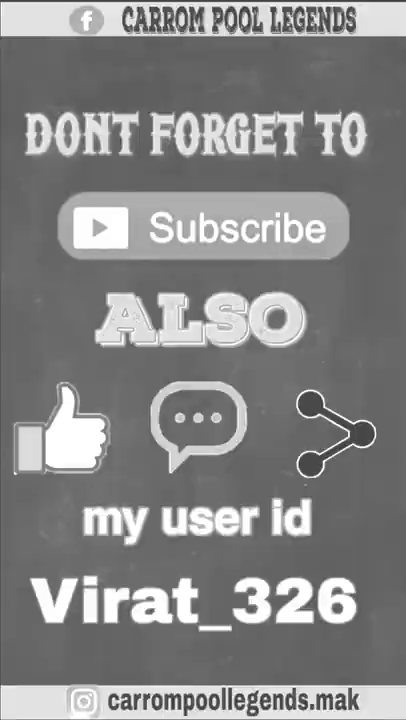 CARROM POOL LEGENDS
DONT FORGET TO
Subscribe
ALSO
my user id
Virat_326
carrompoollegends.mak